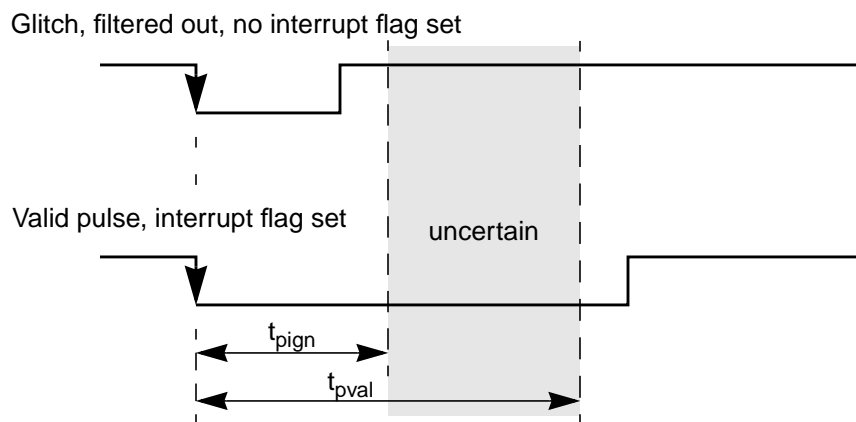 Glitch, filtered out, no interrupt flag set
Valid pulse, interrupt flag set
uncertain
tpign
tpval